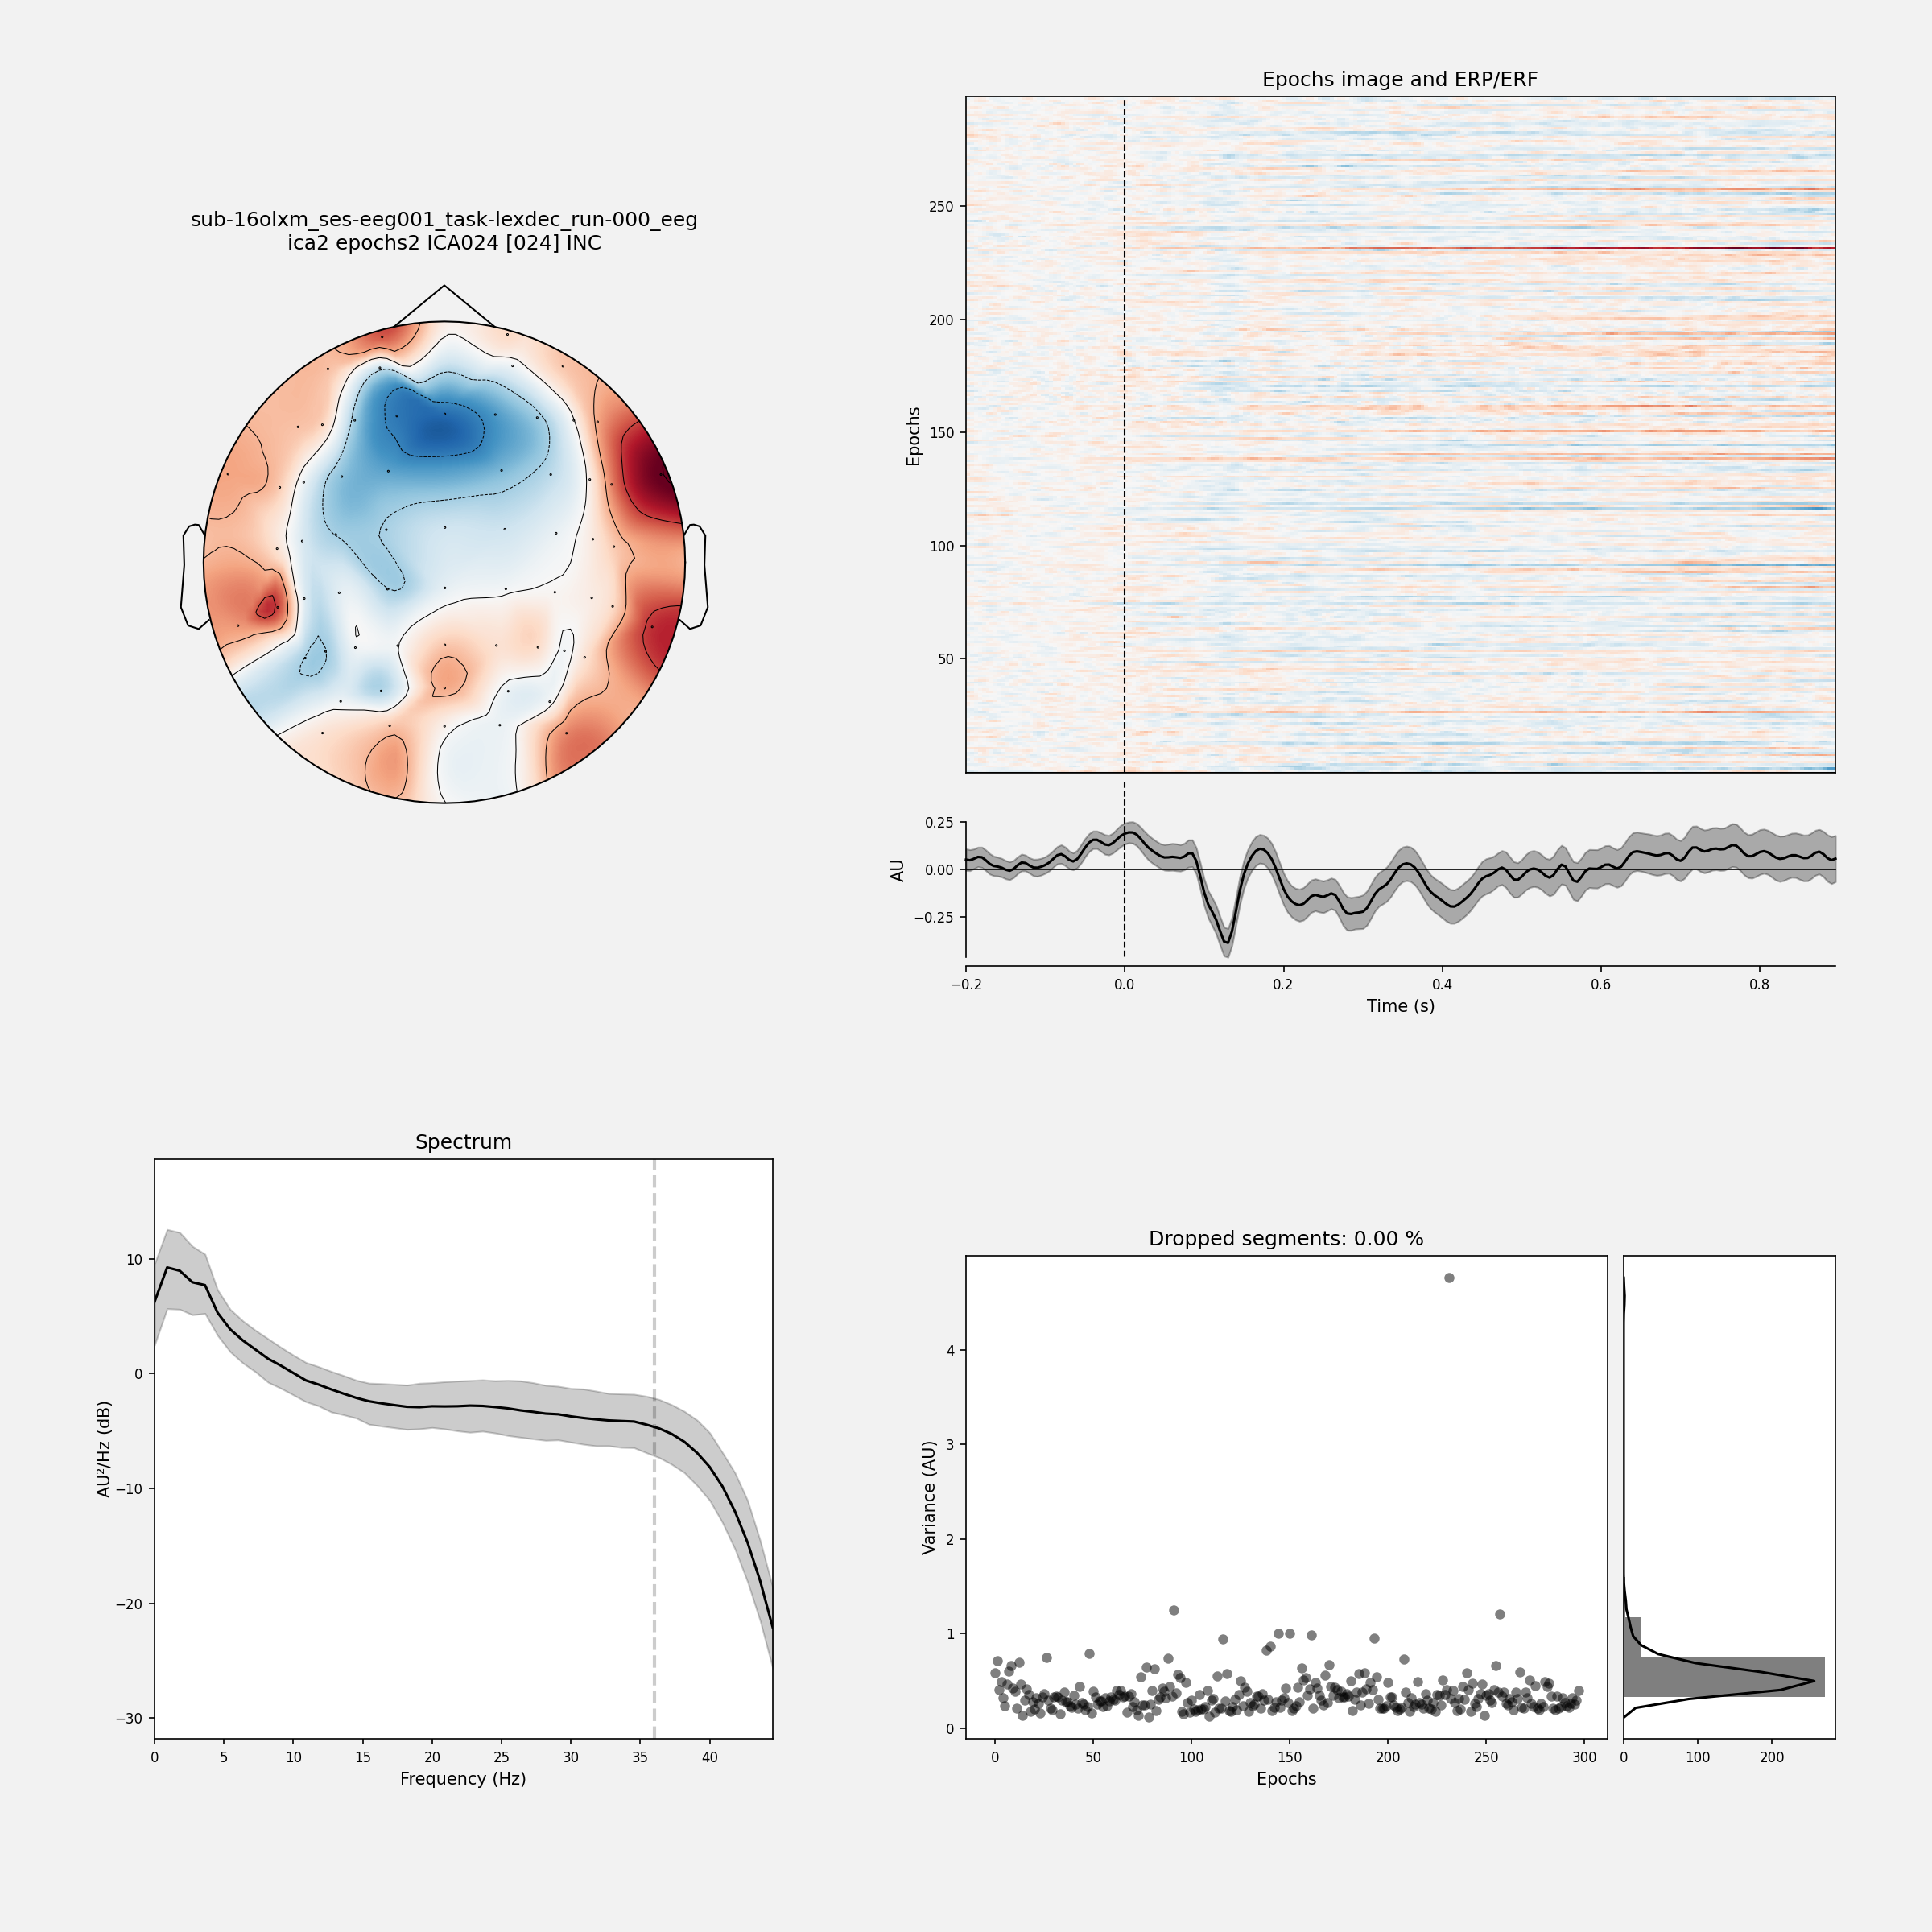 Epochs image and ERP/ERF
sub-16olxm_ses-eeg001_task-lexdec_run-000_eeg
ica2 epochs2 ICA024 [024] INC
Epochs
250
200
150
100
50
AU
0.25
0.00
−0.25
−0.2 0.0 0.2 0.4 0.6 0.8
Time (s)
Spectrum
AU²/Hz (dB)
10
0
−10
−20
−30
0 5 10 15 20 25 30 35 40
Frequency (Hz)
Dropped segments: 0.00 %
Variance (AU)
4
3
2
1
0
0 50 100 150 200 250 300
Epochs
0 100 200